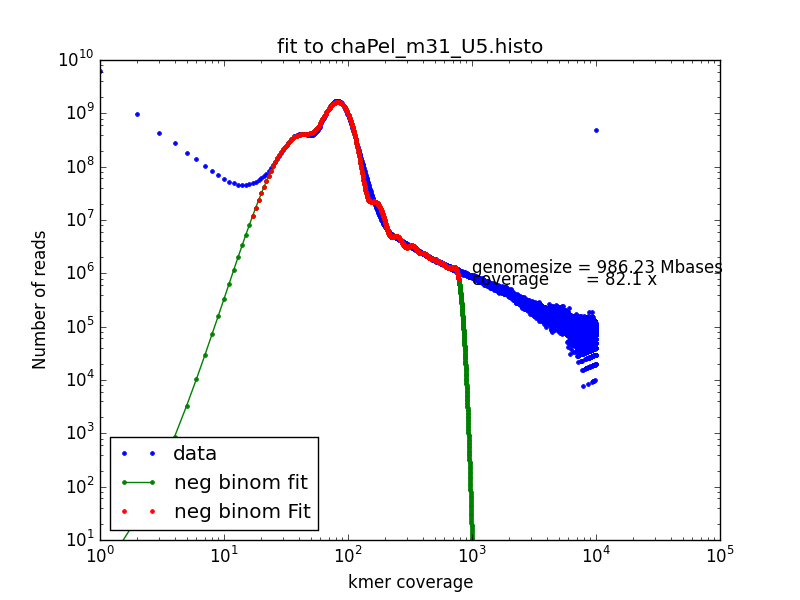 fit to chaPel_m31_U5.histo
10^10
10^9
10^8
10^7
10^6
10^5
10^4
10^3
10^2
10^1
Number of reads
genomesize = 986.23 Mbases
coverage = 82.1 x
data
neg binom fit
neg binom Fit
10^0 10^1 10^2 10^3 10^4 10^5
kmer coverage